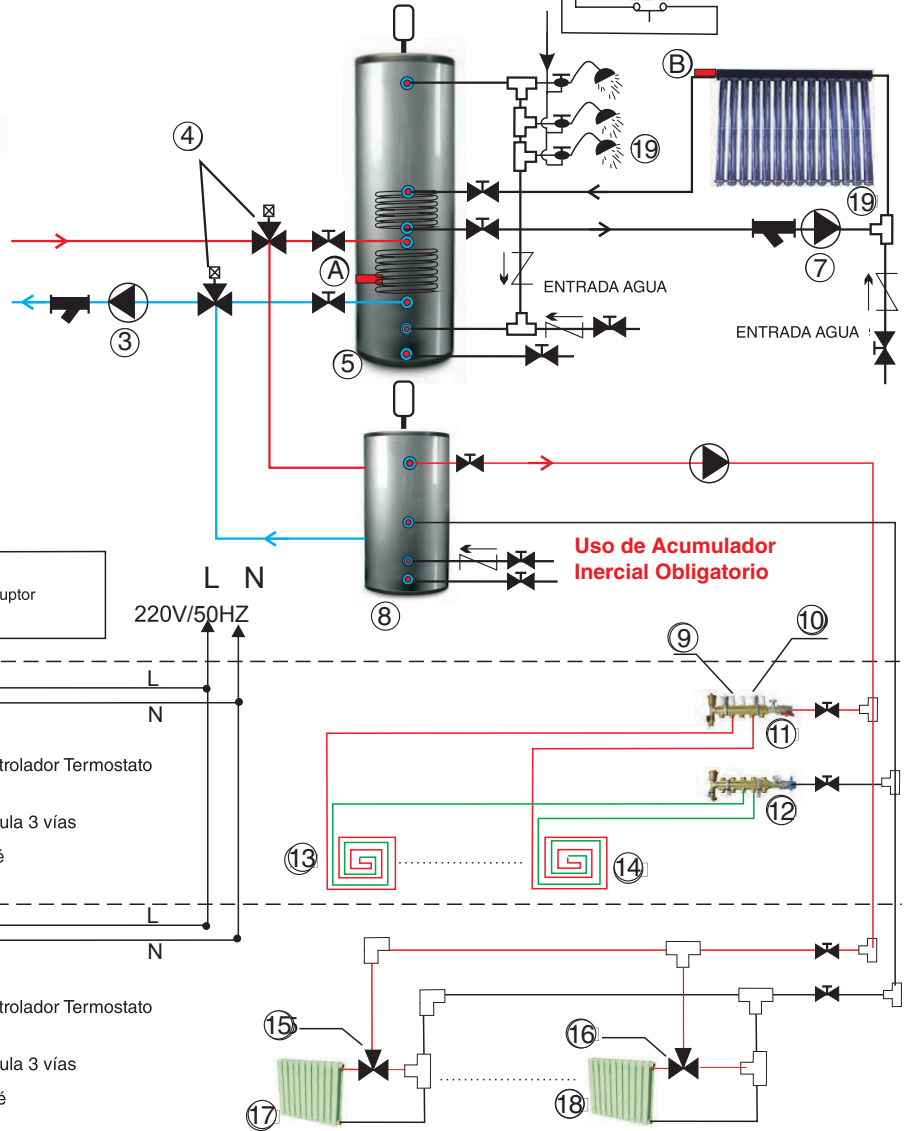 B
4
19
19
A
7
ENTRADA AGUA
3
ENTRADA AGUA
5
Uso de Acumulador
Inercial Obligatorio
L N
uptor
220V/50HZ
8
9
10
L
N
11
trolador Termostato
12
ula 3 vías
é
13
14
L
N
trolador Termostato
15
16
ula 3 vías
é
17
18